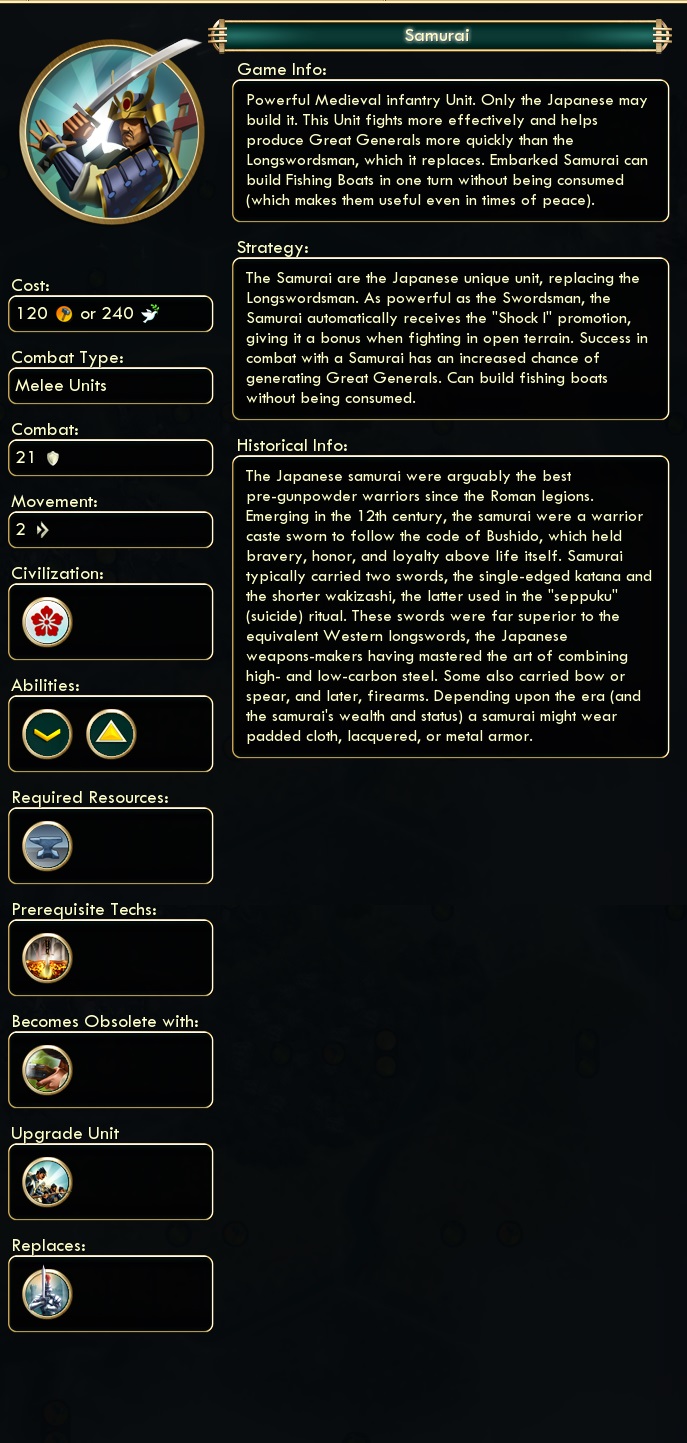 Samurai
Game Info:
Powerful Medieval infantry Unit. Only the Japanese may
build it. This Unit fights more effectively and helps
produce Great Generals more quickly than the
Longswordsman, which it replaces. Embarked Samurai can
build Fishing Boats in one turn without being consumed
(which makes them useful even in times of peace).
Strategy:
The Samurai are the Japanese unique unit, replacing the
Longswordsman. As powerful as the Swordsman, the
Samurai automatically receives the "Shock I" promotion,
giving it a bonus when fighting in open terrain. Success in
combat with a Samurai has an increased chance of
generating Great Generals. Can build fishing boats
without being consumed.
Historical Info:
The Japanese samurai were arguably the best
pre-gunpowder warriors since the Roman legions.
Emerging in the 12th century, the samurai were a warrior
caste sworn to follow the code of Bushido, which held
bravery, honor, and loyalty above life itself. Samurai
typically carried two swords, the single-edged katana and
the shorter wakizashi, the latter used in the "seppuku"
(suicide) ritual. These swords were far superior to the
equivalent Western longswords, the Japanese
weapons-makers having mastered the art of combining
high- and low-carbon steel. Some also carried bow or
spear, and later, firearms. Depending upon the era (and
the samurai's wealth and status) a samurai might wear
padded cloth, lacquered, or metal armor.
Cost:
120 or 240
Combat Type:
Melee Units
Combat:
21
Movement:
2
Civilization:
Abilities:
Required Resources:
Prerequisite Techs:
Becomes Obsolete with:
Upgrade Unit
Replaces: